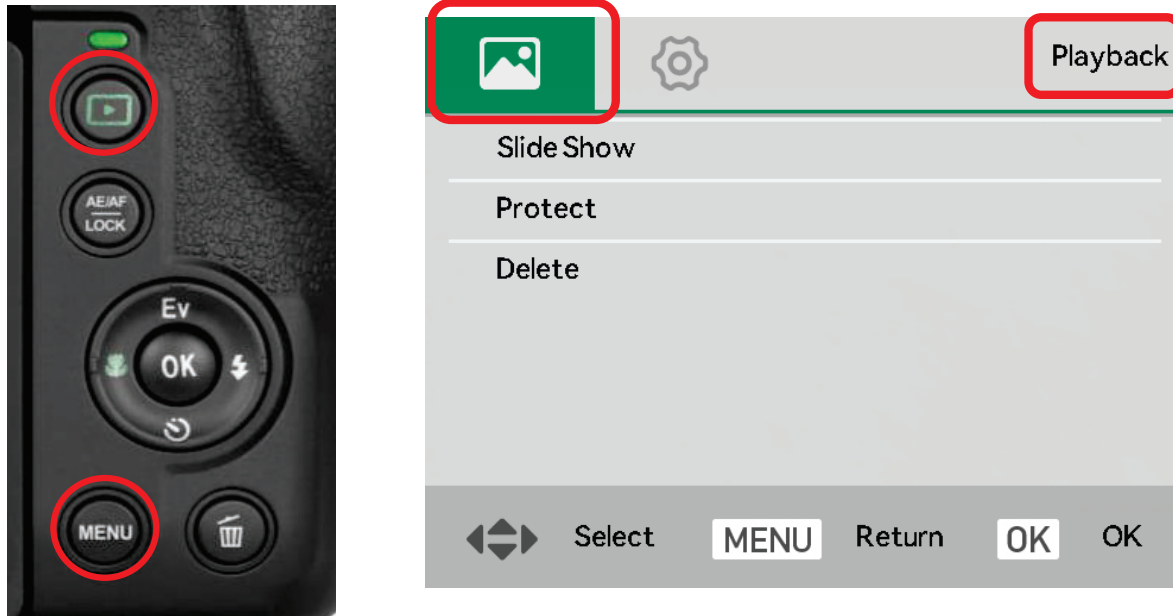 AE/AF
LOCK
Ev
OK
MENU
Playback
Slide Show
Protect
Delete
Select MENU Return OK OK